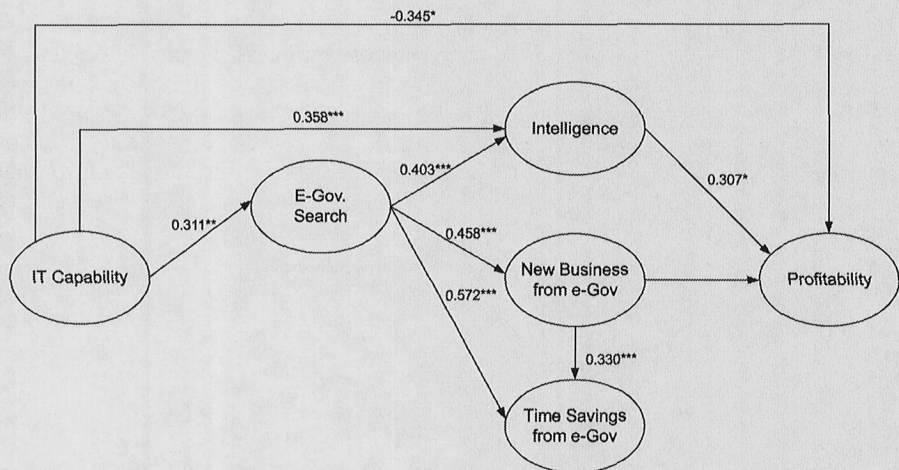 -0.345*
0.358***
Intelligence
0.403***
0.307*
E-Gov.
Search
0.311**
0.458***
IT Capability
New Business
from e-Gov
Profitability
0.572***
0.330***
Time Savings
from e-Gov